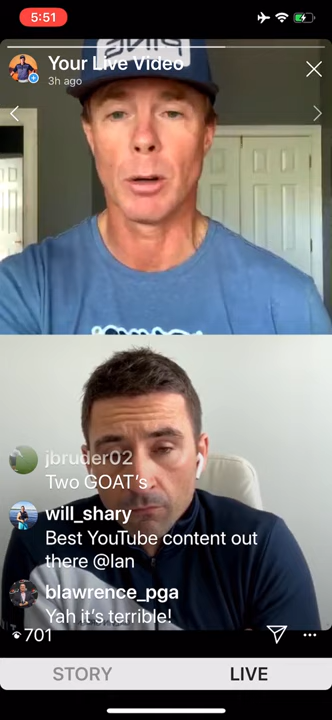 5:51
PING
Your Live Video
3h ago
jbruder02
Two GOAT's
will_shary
Best YouTube content out
there @Ian
blawrence_pga
Yah it's terrible!
701
STORY
LIVE